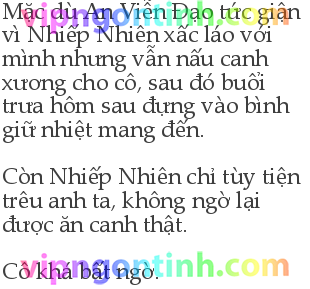 Mặc dù An Viễn Đạo tức giận
vì Nhiếp Nhiên xấc láo với
mình nhưng vẫn nấu canh
xương cho cô, sau đó buổi
trưa hôm sau đựng vào bình
giữ nhiệt mang đến.
Còn Nhiếp Nhiên chỉ tùy tiện
trêu anh ta, không ngờ lại
được ăn canh thật.
vipngontinh.com
Cô khá bất ngờ.
vipngontinh.com